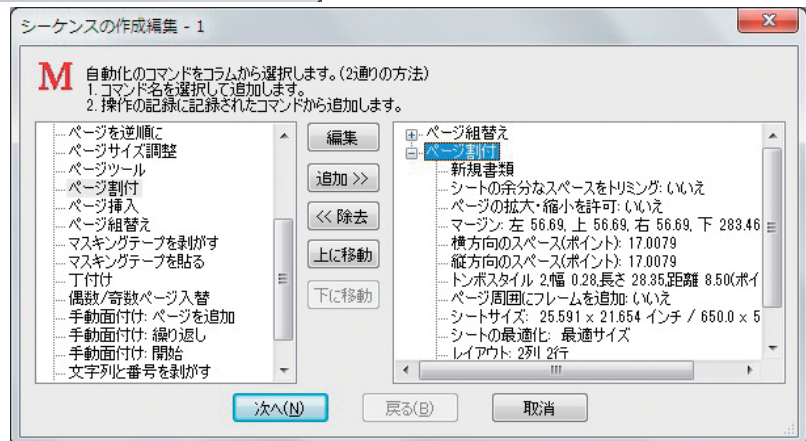 シーケンスの作成編集 - 1
M
自動化のコマンドをコラムから選択します。(2通りの方法)
1. コマンド名を選択して追加します。
2. 操作の記録に記録されたコマンドから追加します。
ページを逆順に
ページサイズ調整
ページツール
ページ割付
ページ挿入
ページ組替え
マスキングテープを剥がす
マスキングテープを貼る
丁付け
偶数/奇数ページ入替
手動面付け: ページを追加
手動面付け: 繰り返し
手動面付け: 開始
文字列と番号を剥がす
編集
追加 >>
<< 除去
上に移動
下に移動
ページ組替え
ページ割付
新規書類
シートの余分なスペースをトリミング: いいえ
ページの拡大・縮小を許可: いいえ
マージン: 左 56.69, 上 56.69, 右 56.69, 下 283.46
横方向のスペース(ポイント): 17.0079
縦方向のスペース(ポイント): 17.0079
トンボスタイル 2,幅 0.28,長さ 28.35,距離 8.50(ポイ
ページ周囲にフレームを追加: いいえ
シートサイズ: 25.591 x 21.654 インチ / 650.0 x 5
シートの最適化: 最適サイズ
レイアウト: 2列 2行
次へ(N)
戻る(B)
取消